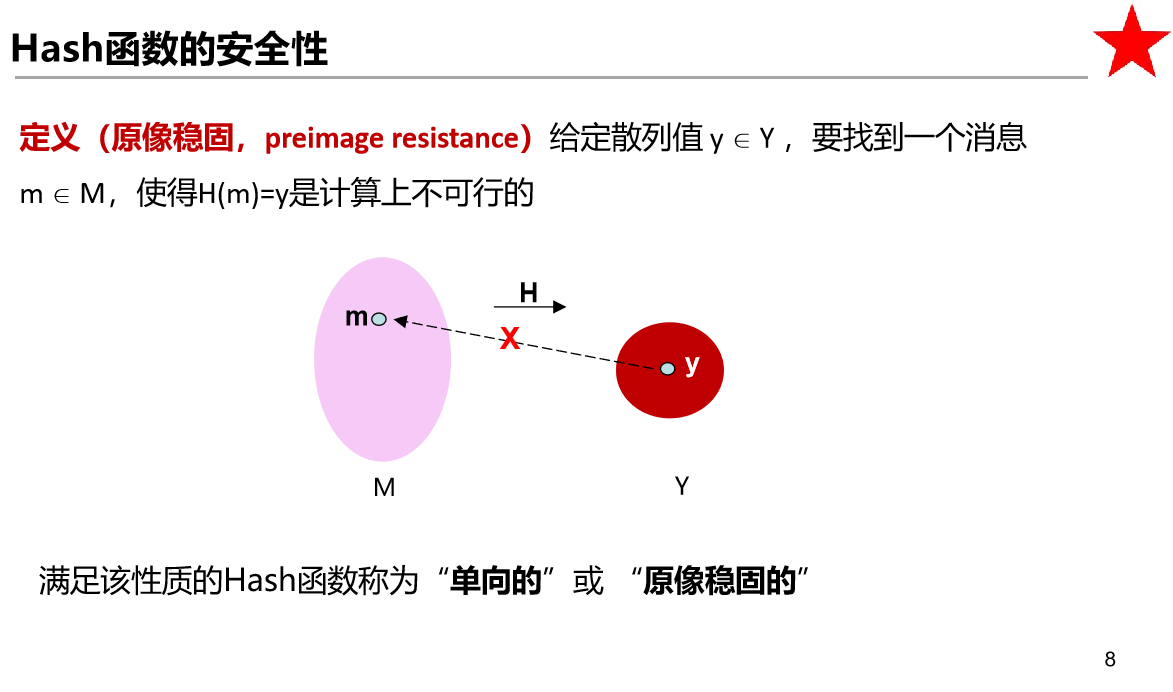 Hash函数的安全性
定义（原像稳固，preimage resistance）给定散列值 y ∈ Y ，要找到一个消息
m ∈ M，使得H(m)=y是计算上不可行的
H
m
X
y
M
Y
满足该性质的Hash函数称为“单向的”或 “原像稳固的”
8